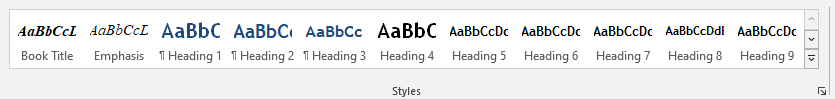 AaBbCcL AaBbCcL AaBbC AaBbC AaBbCc AaBbC AaBbCcDc AaBbCcDc AaBbCcDc AaBbCcDdE AaBbCcDc
Book Title Emphasis ¶ Heading 1 ¶ Heading 2 ¶ Heading 3 Heading 4 Heading 5 Heading 6 Heading 7 Heading 8 Heading 9
Styles